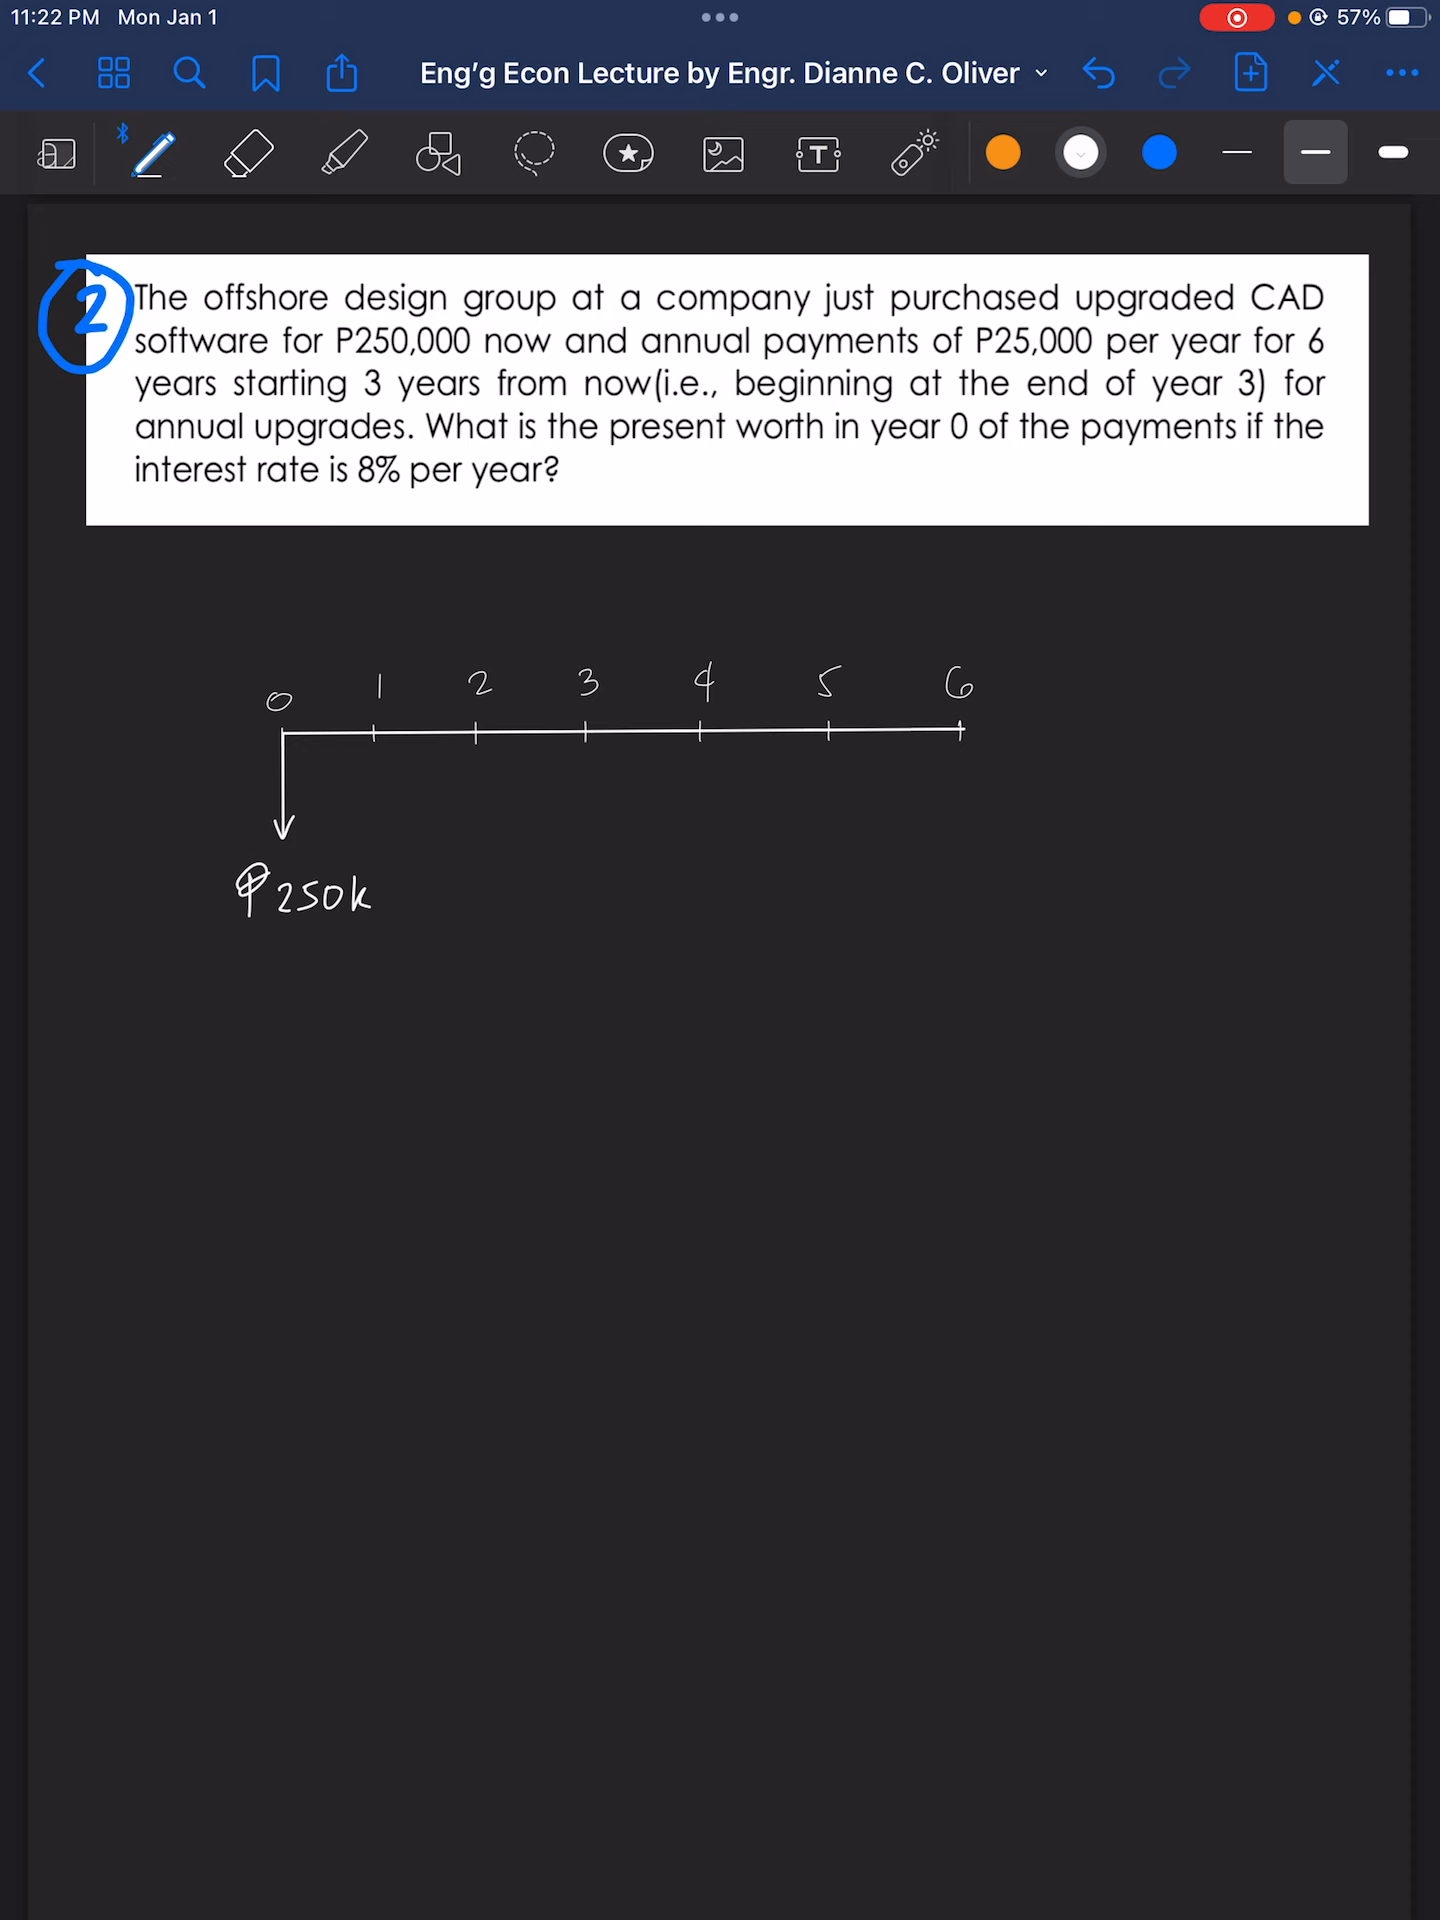 11:22 PM Mon Jan 1
57%
Eng'g Econ Lecture by Engr. Dianne C. Oliver
2
The offshore design group at a company just purchased upgraded CAD
software for P250,000 now and annual payments of P25,000 per year for 6
years starting 3 years from now(i.e., beginning at the end of year 3) for
annual upgrades. What is the present worth in year 0 of the payments if the
interest rate is 8% per year?
0 1 2 3 4 5 6
₱250k